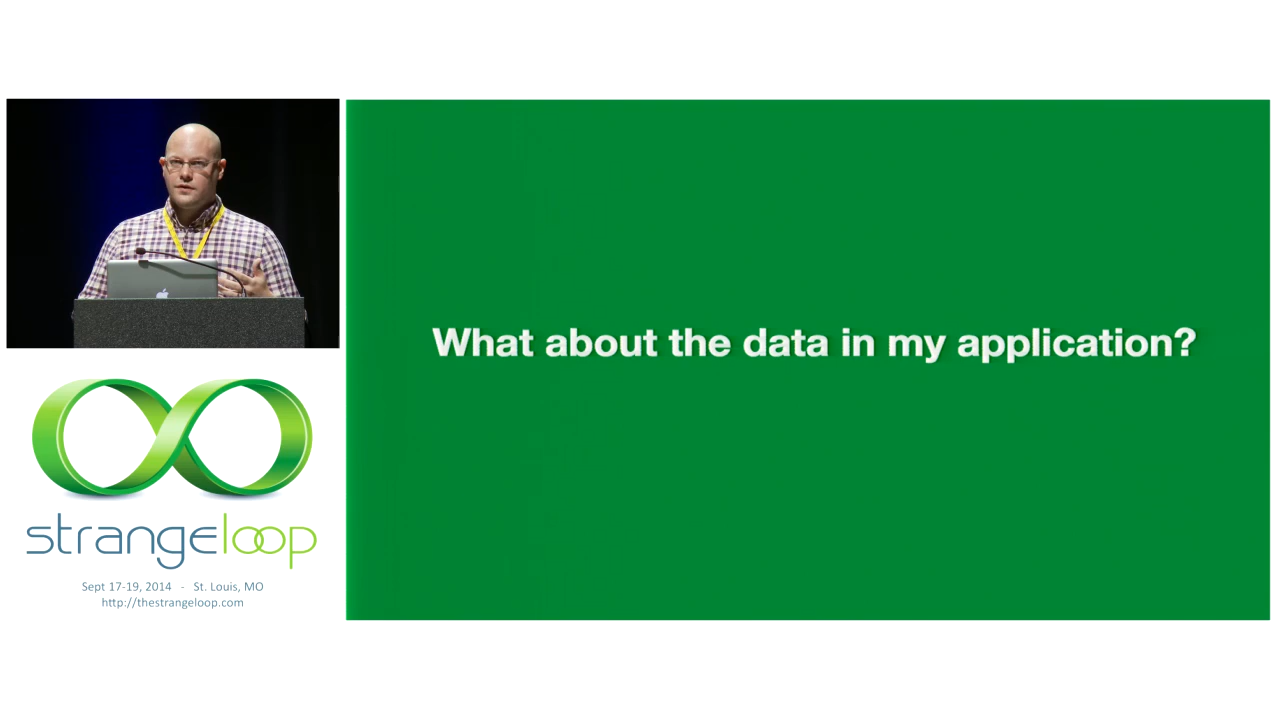 What about the data in my application?
strangeloop
Sept 17-19, 2014 - St. Louis, MO
http://thestrangeloop.com